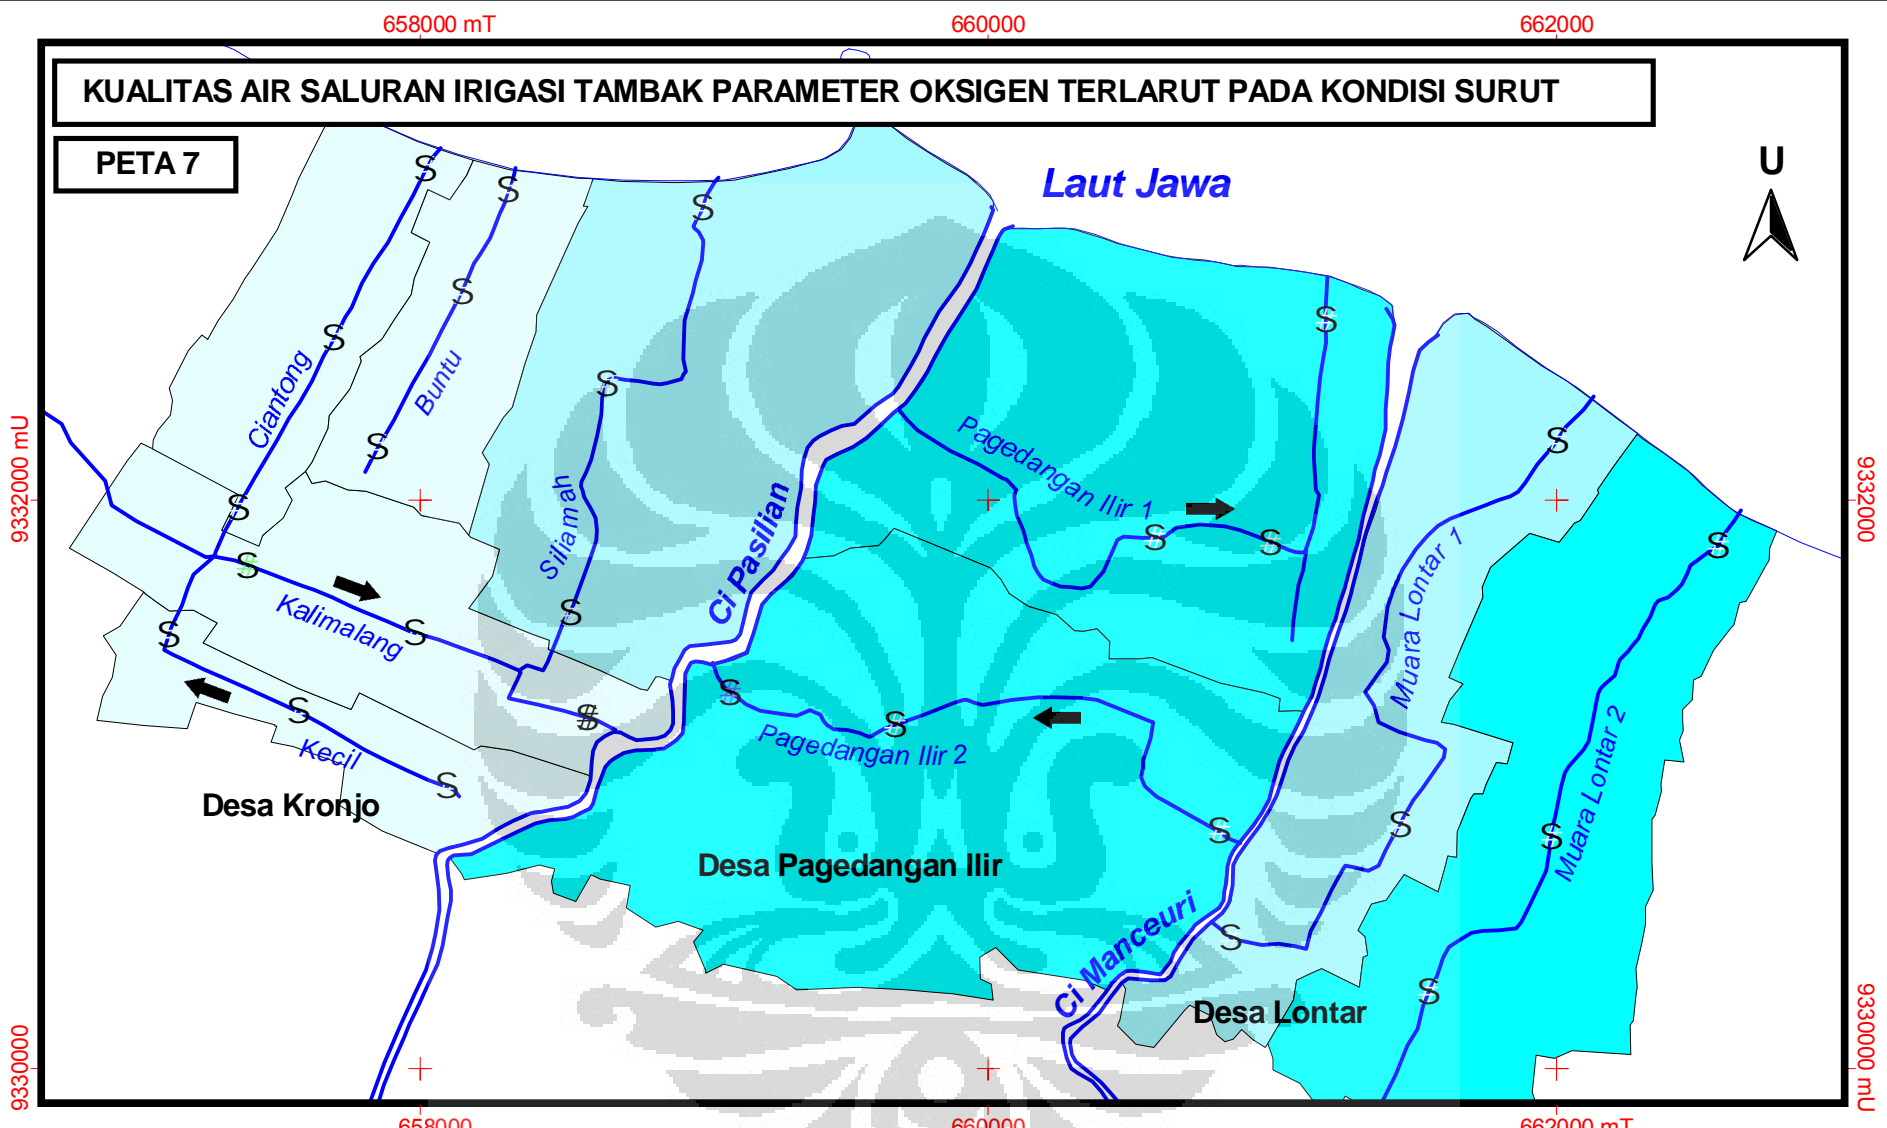 658000 mT
660000
662000
KUALITAS AIR SALURAN IRIGASI TAMBAK PARAMETER OKSIGEN TERLARUT PADA KONDISI SURUT
PETA 7
U
Laut Jawa
Ciantong
Buntu
Siliamah
Ci Pasilian
Pagedangan Ilir 1
9332000 mU
9332000
Kalimalang
Muara Lontar 1
Kecil
Pagedangan Ilir 2
Muara Lontar 2
Desa Kronjo
Desa Pagedangan Ilir
Ci Manceuri
Desa Lontar
9330000
9330000 mU
658000
660000
662000 mT